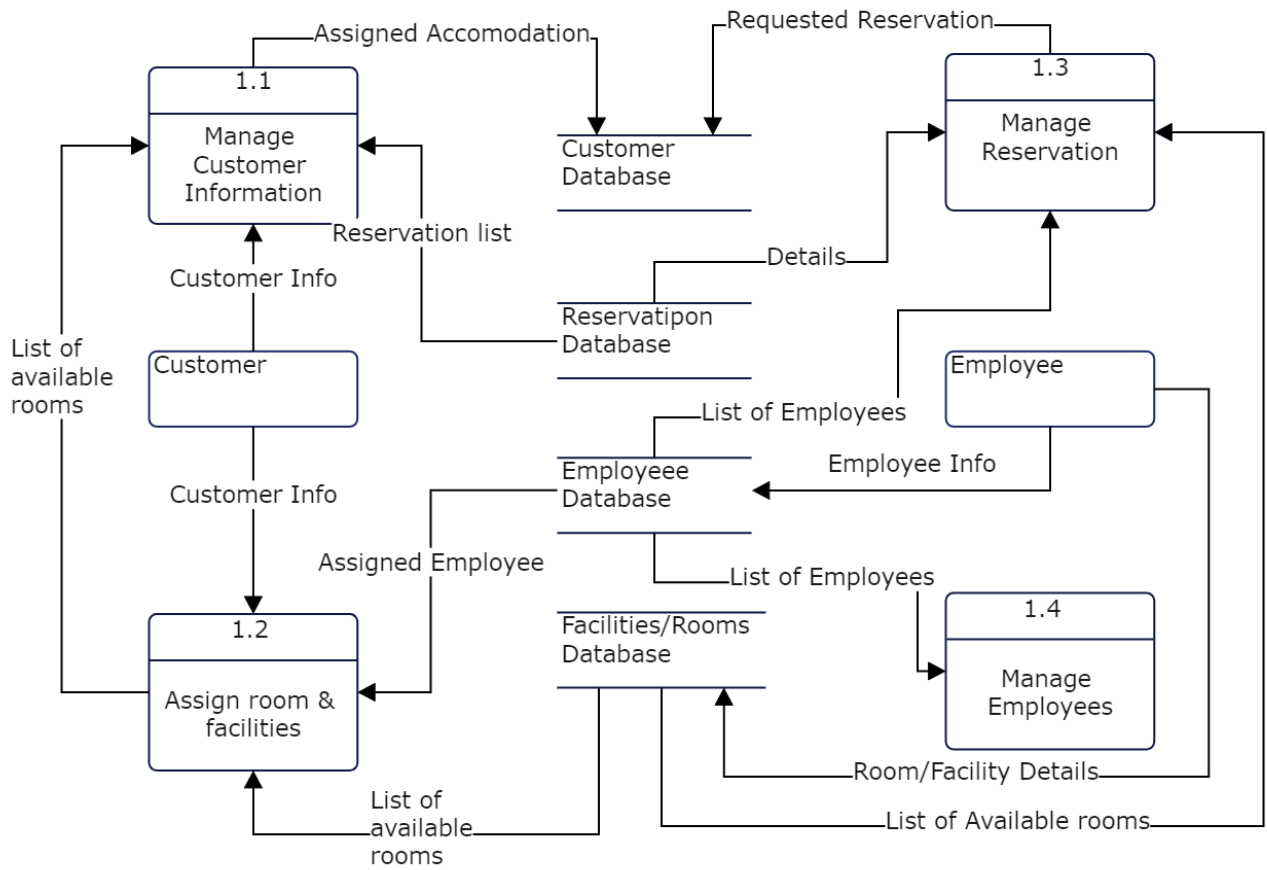 Assigned Accomodation
Requested Reservation
1.1
Manage
Customer
Information
1.3
Manage
Reservation
Customer
Database
Reservation list
Details
Customer Info
Reservatipon
Database
List of
available
rooms
Customer
Employee
List of Employees
Employee Info
Employeee
Database
Customer Info
Assigned Employee
List of Employees
1.2
Assign room &
facilities
Facilities/Rooms
Database
1.4
Manage
Employees
Room/Facility Details
List of
available
rooms
List of Available rooms